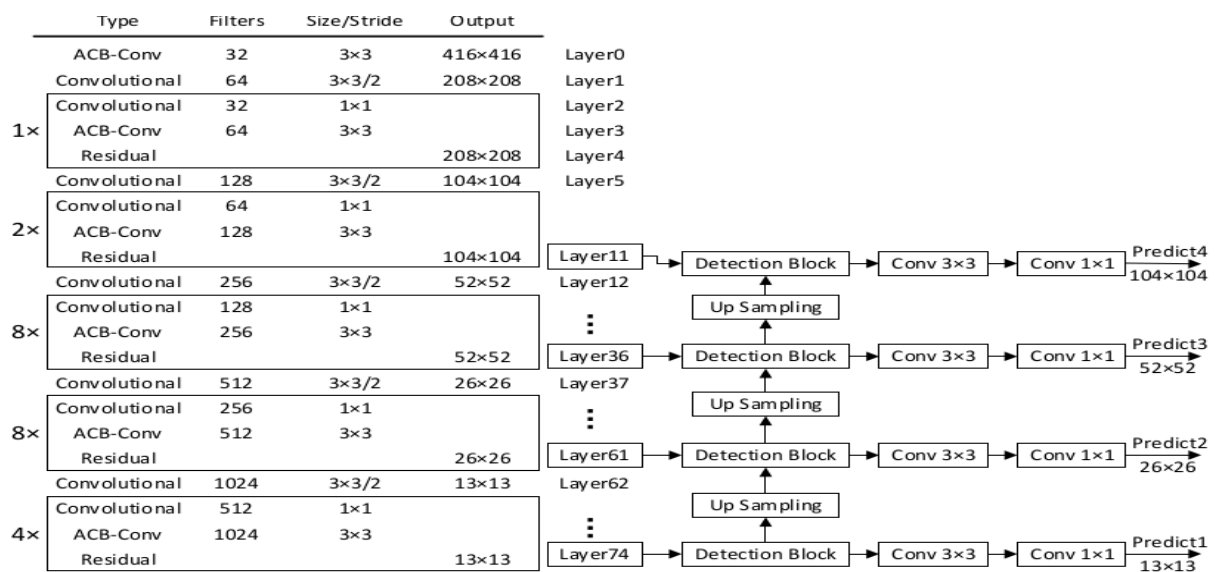 Type Filters Size/Stride Output
ACB-Conv 32 3×3 416×416 Layer0
Convolutional 64 3×3/2 208×208 Layer1
Convolutional 32 1×1 Layer2
1× ACB-Conv 64 3×3 Layer3
Residual 208×208 Layer4
Convolutional 128 3×3/2 104×104 Layer5
Convolutional 64 1×1
2× ACB-Conv 128 3×3
Residual 104×104 Layer11 Detection Block Conv 3×3 Conv 1×1 Predict4
104×104
Convolutional 256 3×3/2 52×52 Layer12
Convolutional 128 1×1 Up Sampling
8× ACB-Conv 256 3×3
Residual 52×52 Layer36 Detection Block Conv 3×3 Conv 1×1 Predict3
52×52
Convolutional 512 3×3/2 26×26 Layer37
Convolutional 256 1×1 Up Sampling
8× ACB-Conv 512 3×3
Residual 26×26 Layer61 Detection Block Conv 3×3 Conv 1×1 Predict2
26×26
Convolutional 1024 3×3/2 13×13 Layer62
Convolutional 512 1×1 Up Sampling
4× ACB-Conv 1024 3×3
Residual 13×13 Layer74 Detection Block Conv 3×3 Conv 1×1 Predict1
13×13